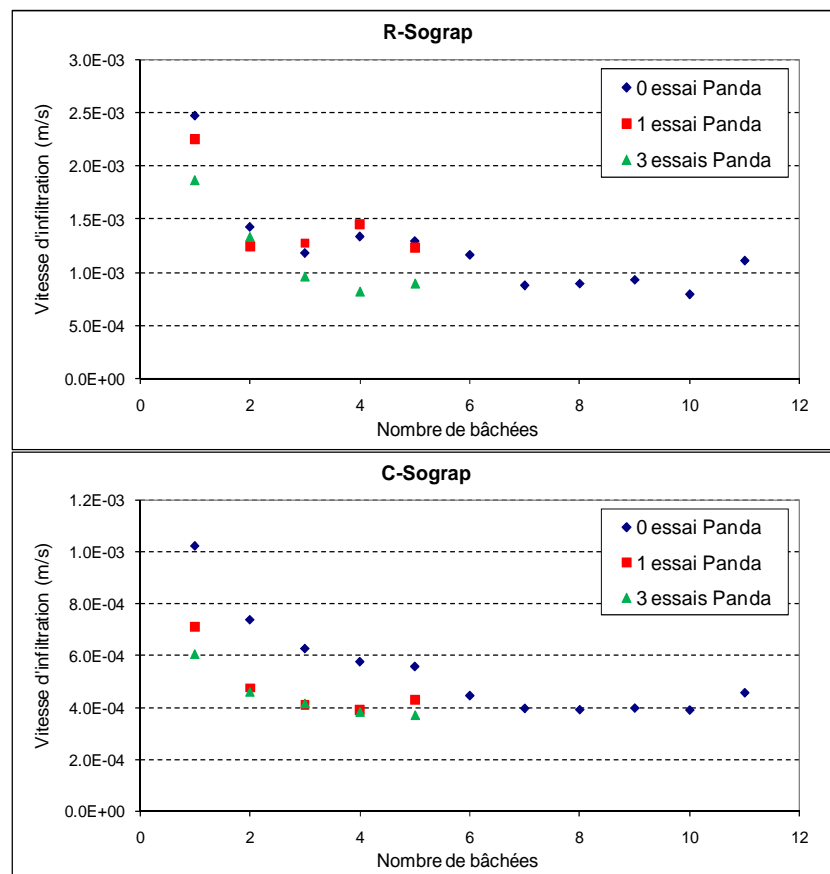 R-Sograp
3.0E-03
2.5E-03
2.0E-03
1.5E-03
1.0E-03
5.0E-04
0.0E+00
Vitesse d'infiltration (m/s)
0 essai Panda
1 essai Panda
3 essais Panda
0 2 4 6 8 10 12
Nombre de bâchées
C-Sograp
1.2E-03
1.0E-03
8.0E-04
6.0E-04
4.0E-04
2.0E-04
0.0E+00
Vitesse d'infiltration (m/s)
0 essai Panda
1 essai Panda
3 essais Panda
0 2 4 6 8 10 12
Nombre de bâchées